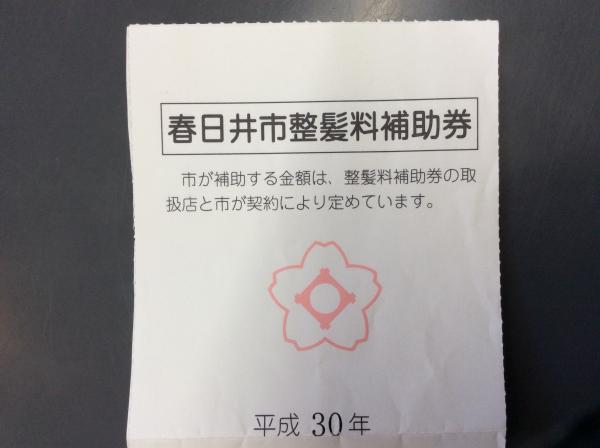 春日井市整髪料補助券
市が補助する金額は、整髪料補助券の取
扱店と市が契約により定めています。
平成 30 年